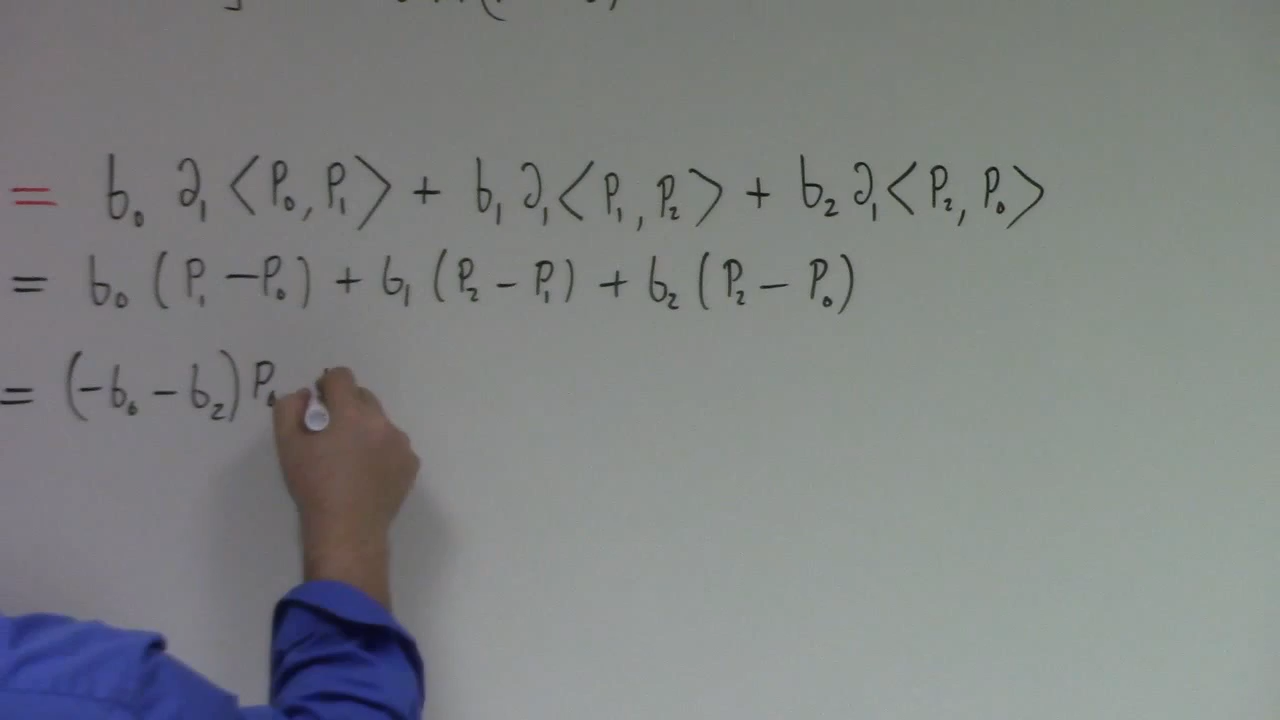 = b₀ ∂₁ ⟨P₀, P₁⟩ + b₁ ∂₁ ⟨P₁, P₂⟩ + b₂ ∂₁ ⟨P₂, P₀⟩
= b₀ (P₁ − P₀) + b₁ (P₂ − P₁) + b₂ (P₂ − P₀)
= (−b₀ − b₂) P₀